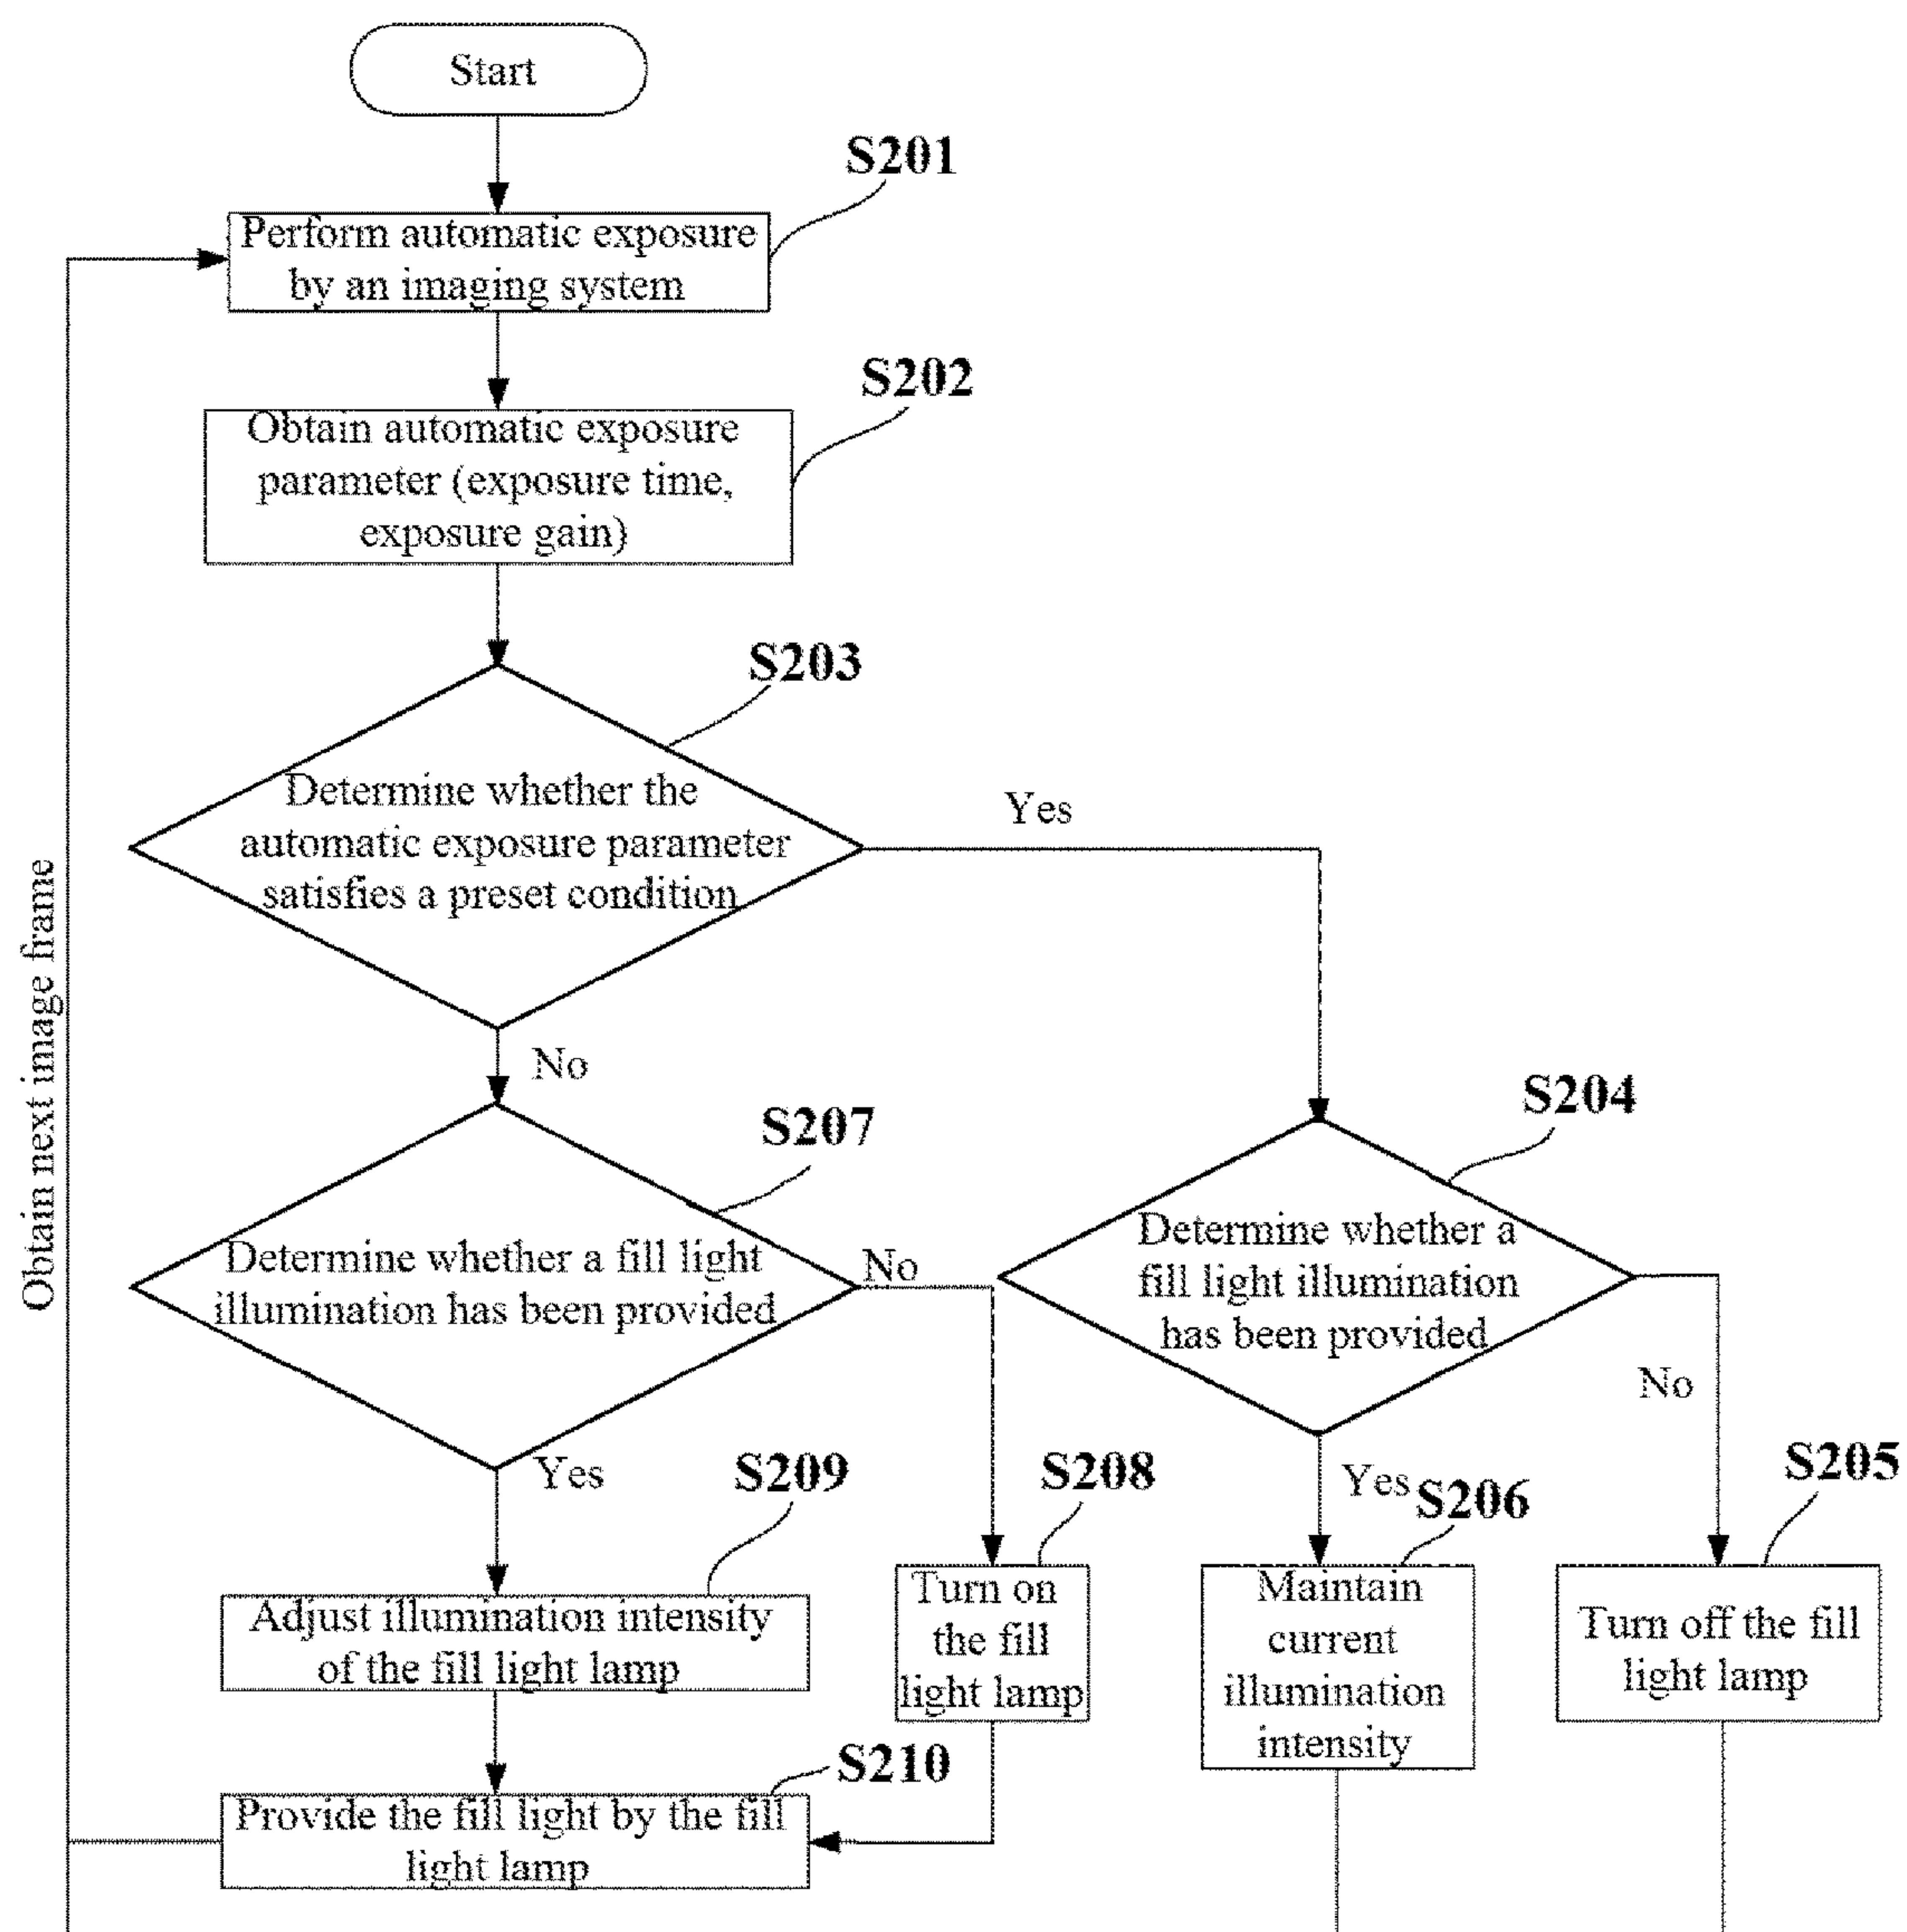 Start
S201
Perform automatic exposure
by an imaging system
S202
Obtain automatic exposure
parameter (exposure time,
exposure gain)
S203
Determine whether the
automatic exposure parameter
satisfies a preset condition
Yes
No
Obtain next image frame
S207
Determine whether a fill light
illumination has been provided
No
Yes
S204
Determine whether a
fill light illumination
has been provided
No
Yes
S209
Adjust illumination intensity
of the fill light lamp
S208
Turn on
the fill
light lamp
S206
Maintain
current
illumination
intensity
S205
Turn off the fill
light lamp
S210
Provide the fill light by the fill
light lamp